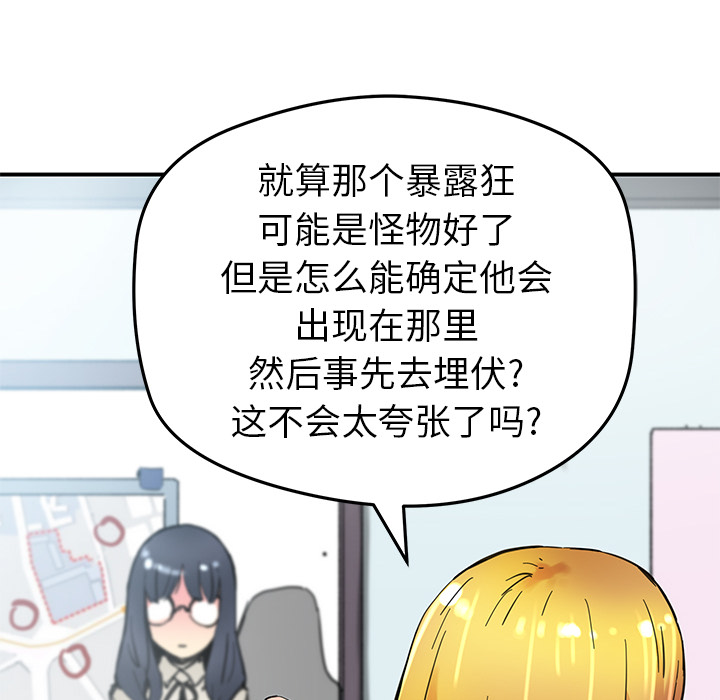 就算那个暴露狂
可能是怪物好了
但是怎么能确定他会
出现在那里
然后事先去埋伏?
这不会太夸张了吗?